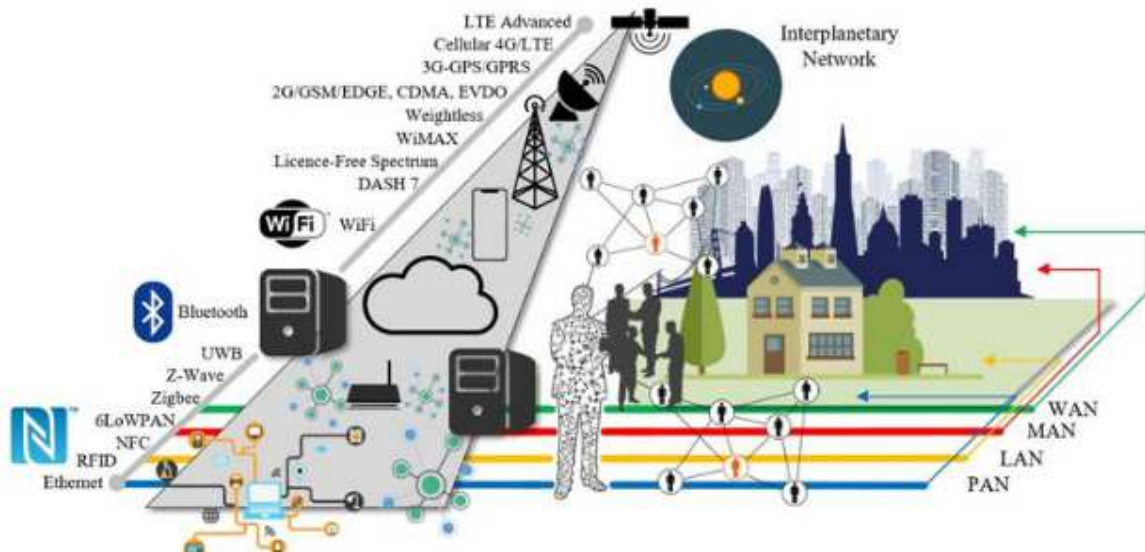 LTE Advanced
Cellular 4G/LTE
3G-GPS/GPRS
2G/GSM/EDGE, CDMA, EVDO
Weightless
WiMAX
Licence-Free Spectrum
DASH 7
WiFi WiFi
Bluetooth
UWB
Z-Wave
Zigbee
6LoWPAN
NFC
RFID
Ethernet
Interplanetary
Network
WAN
MAN
LAN
PAN